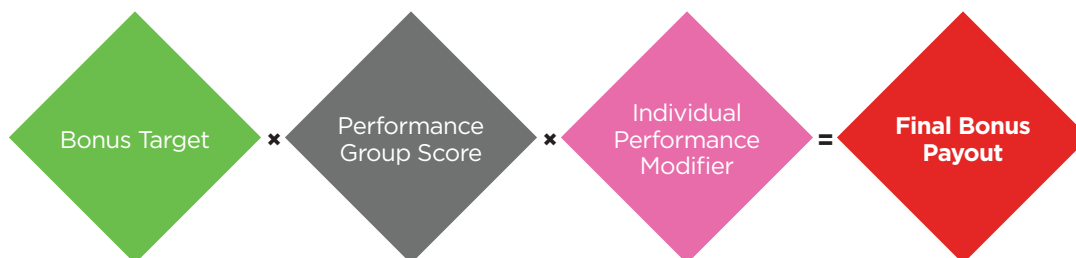 Bonus Target
×
Performance
Group Score
×
Individual
Performance
Modifier
=
Final Bonus
Payout